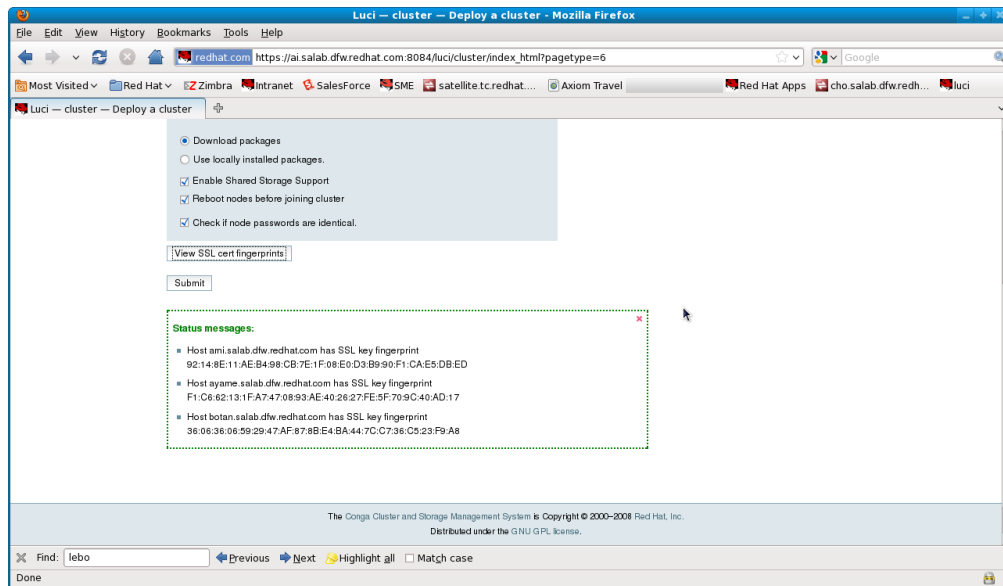 Luci — cluster — Deploy a cluster - Mozilla Firefox
File Edit View History Bookmarks Tools Help
redhat.com https://ai.salab.dfw.redhat.com:8084/luci/cluster/index_html?pagetype=6 Google
Most Visited Red Hat Zimbra Intranet SalesForce SME satellite.tc.redhat.... Axiom Travel Red Hat Apps cho.salab.dfw.redh... luci
Luci — cluster — Deploy a cluster
Download packages
Use locally installed packages.
Enable Shared Storage Support
Reboot nodes before joining cluster
Check if node passwords are identical.
View SSL cert fingerprints
Submit
Status messages:
Host ami.salab.dfw.redhat.com has SSL key fingerprint
92:14:8E:11:AE:B4:98:CB:7E:1F:08:E0:D3:B9:90:F1:CA:E5:DB:ED
Host ayame.salab.dfw.redhat.com has SSL key fingerprint
F1:C6:62:13:1F:A7:47:08:93:AE:40:26:27:FE:5F:70:9C:40:AD:17
Host botan.salab.dfw.redhat.com has SSL key fingerprint
36:06:36:06:59:29:47:AF:87:8B:E4:BA:44:7C:C7:36:C5:23:F9:A8
The Conga Cluster and Storage Management System is Copyright © 2000–2008 Red Hat, Inc.
Distributed under the GNU GPL license.
Find: lebo Previous Next Highlight all Match case
Done